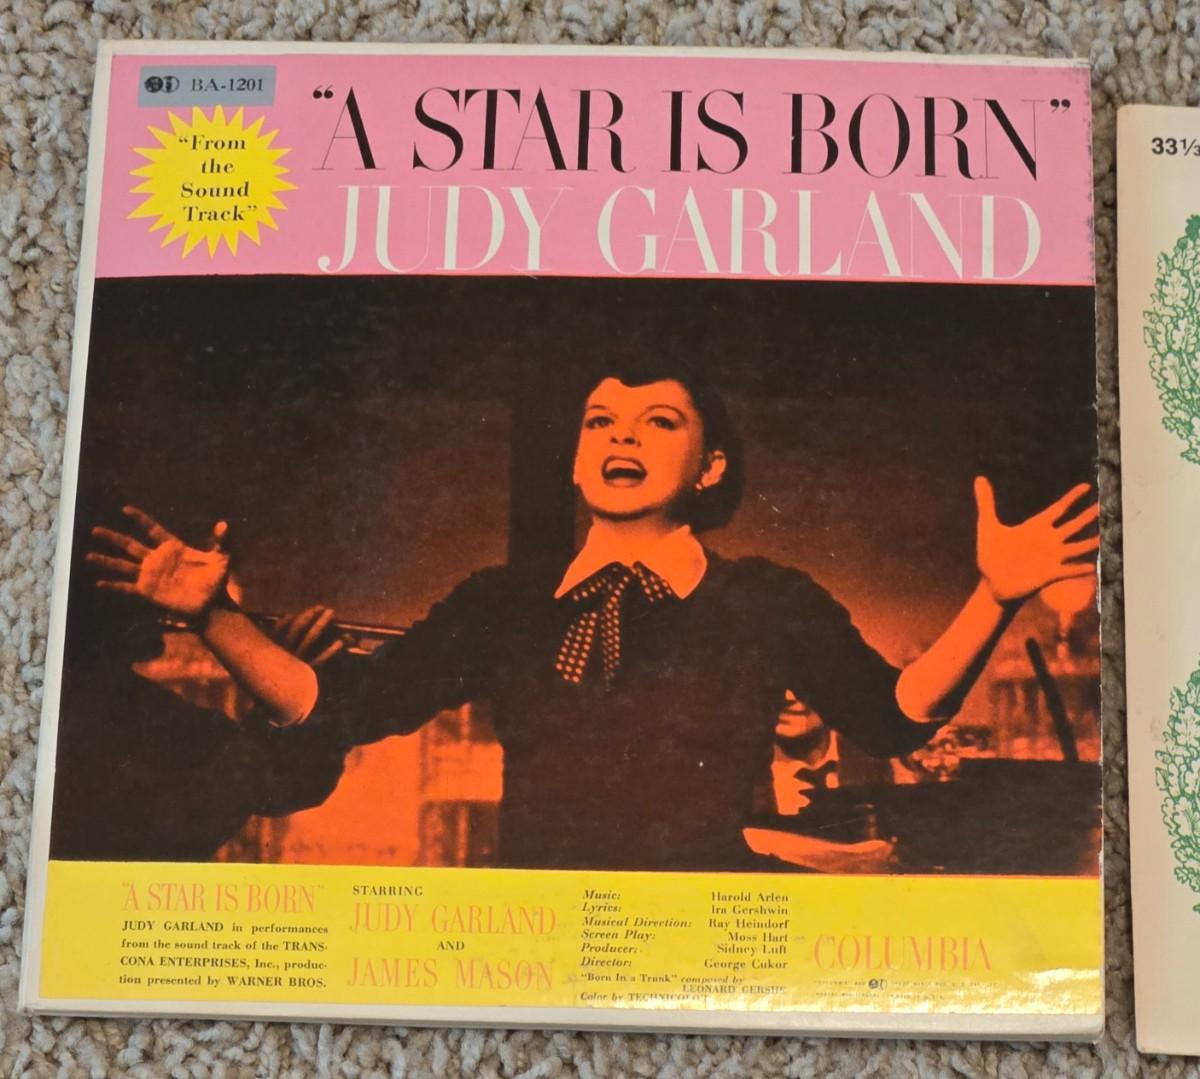 BA-1201
"From
the
Sound
Track"
"A STAR IS BORN"
JUDY GARLAND
33⅓
"A STAR IS BORN"
JUDY GARLAND in performances
from the sound track of the TRANS-
CONA ENTERPRISES, Inc., produc-
tion presented by WARNER BROS.
STARRING
JUDY GARLAND
AND
JAMES MASON
Music: Harold Arlen
Lyrics: Ira Gershwin
Musical Direction: Ray Heindorf
Screen Play: Moss Hart
Producer: Sidney Luft
Director: George Cukor
"Born In a Trunk" composed by
LEONARD GERSHE
Color by TECHNICOLOR
COLUMBIA